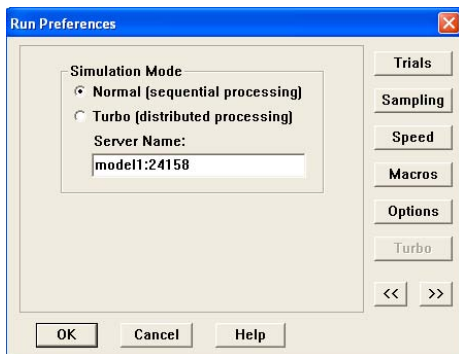 Run Preferences
Simulation Mode
Normal (sequential processing)
Turbo (distributed processing)
Server Name:
model1:24158
Trials
Sampling
Speed
Macros
Options
Turbo
<< >>
OK Cancel Help